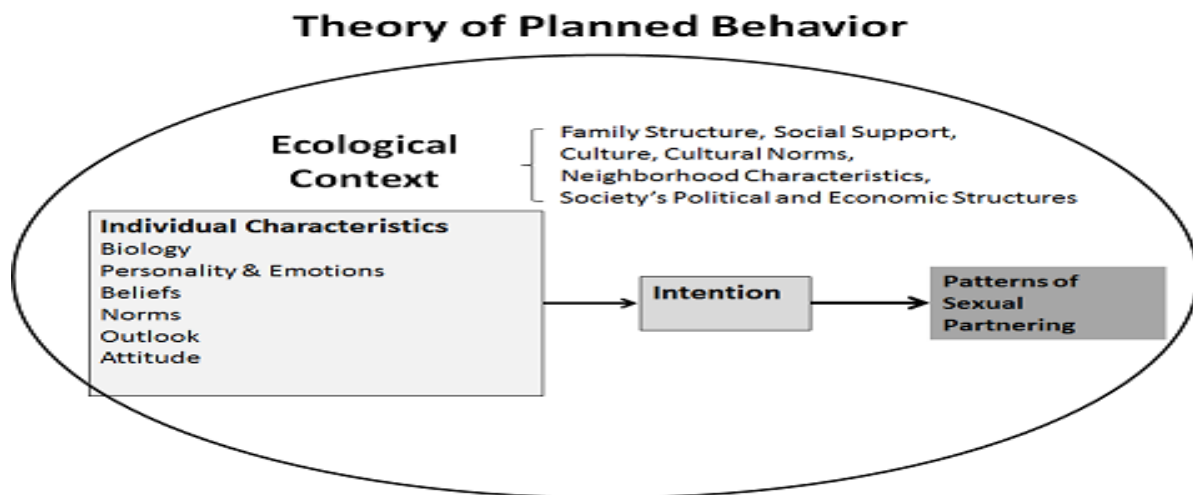 Theory of Planned Behavior
Ecological
Context
Family Structure, Social Support,
Culture, Cultural Norms,
Neighborhood Characteristics,
Society's Political and Economic Structures
Individual Characteristics
Biology
Personality & Emotions
Beliefs
Norms
Outlook
Attitude
Intention
Patterns of
Sexual
Partnering